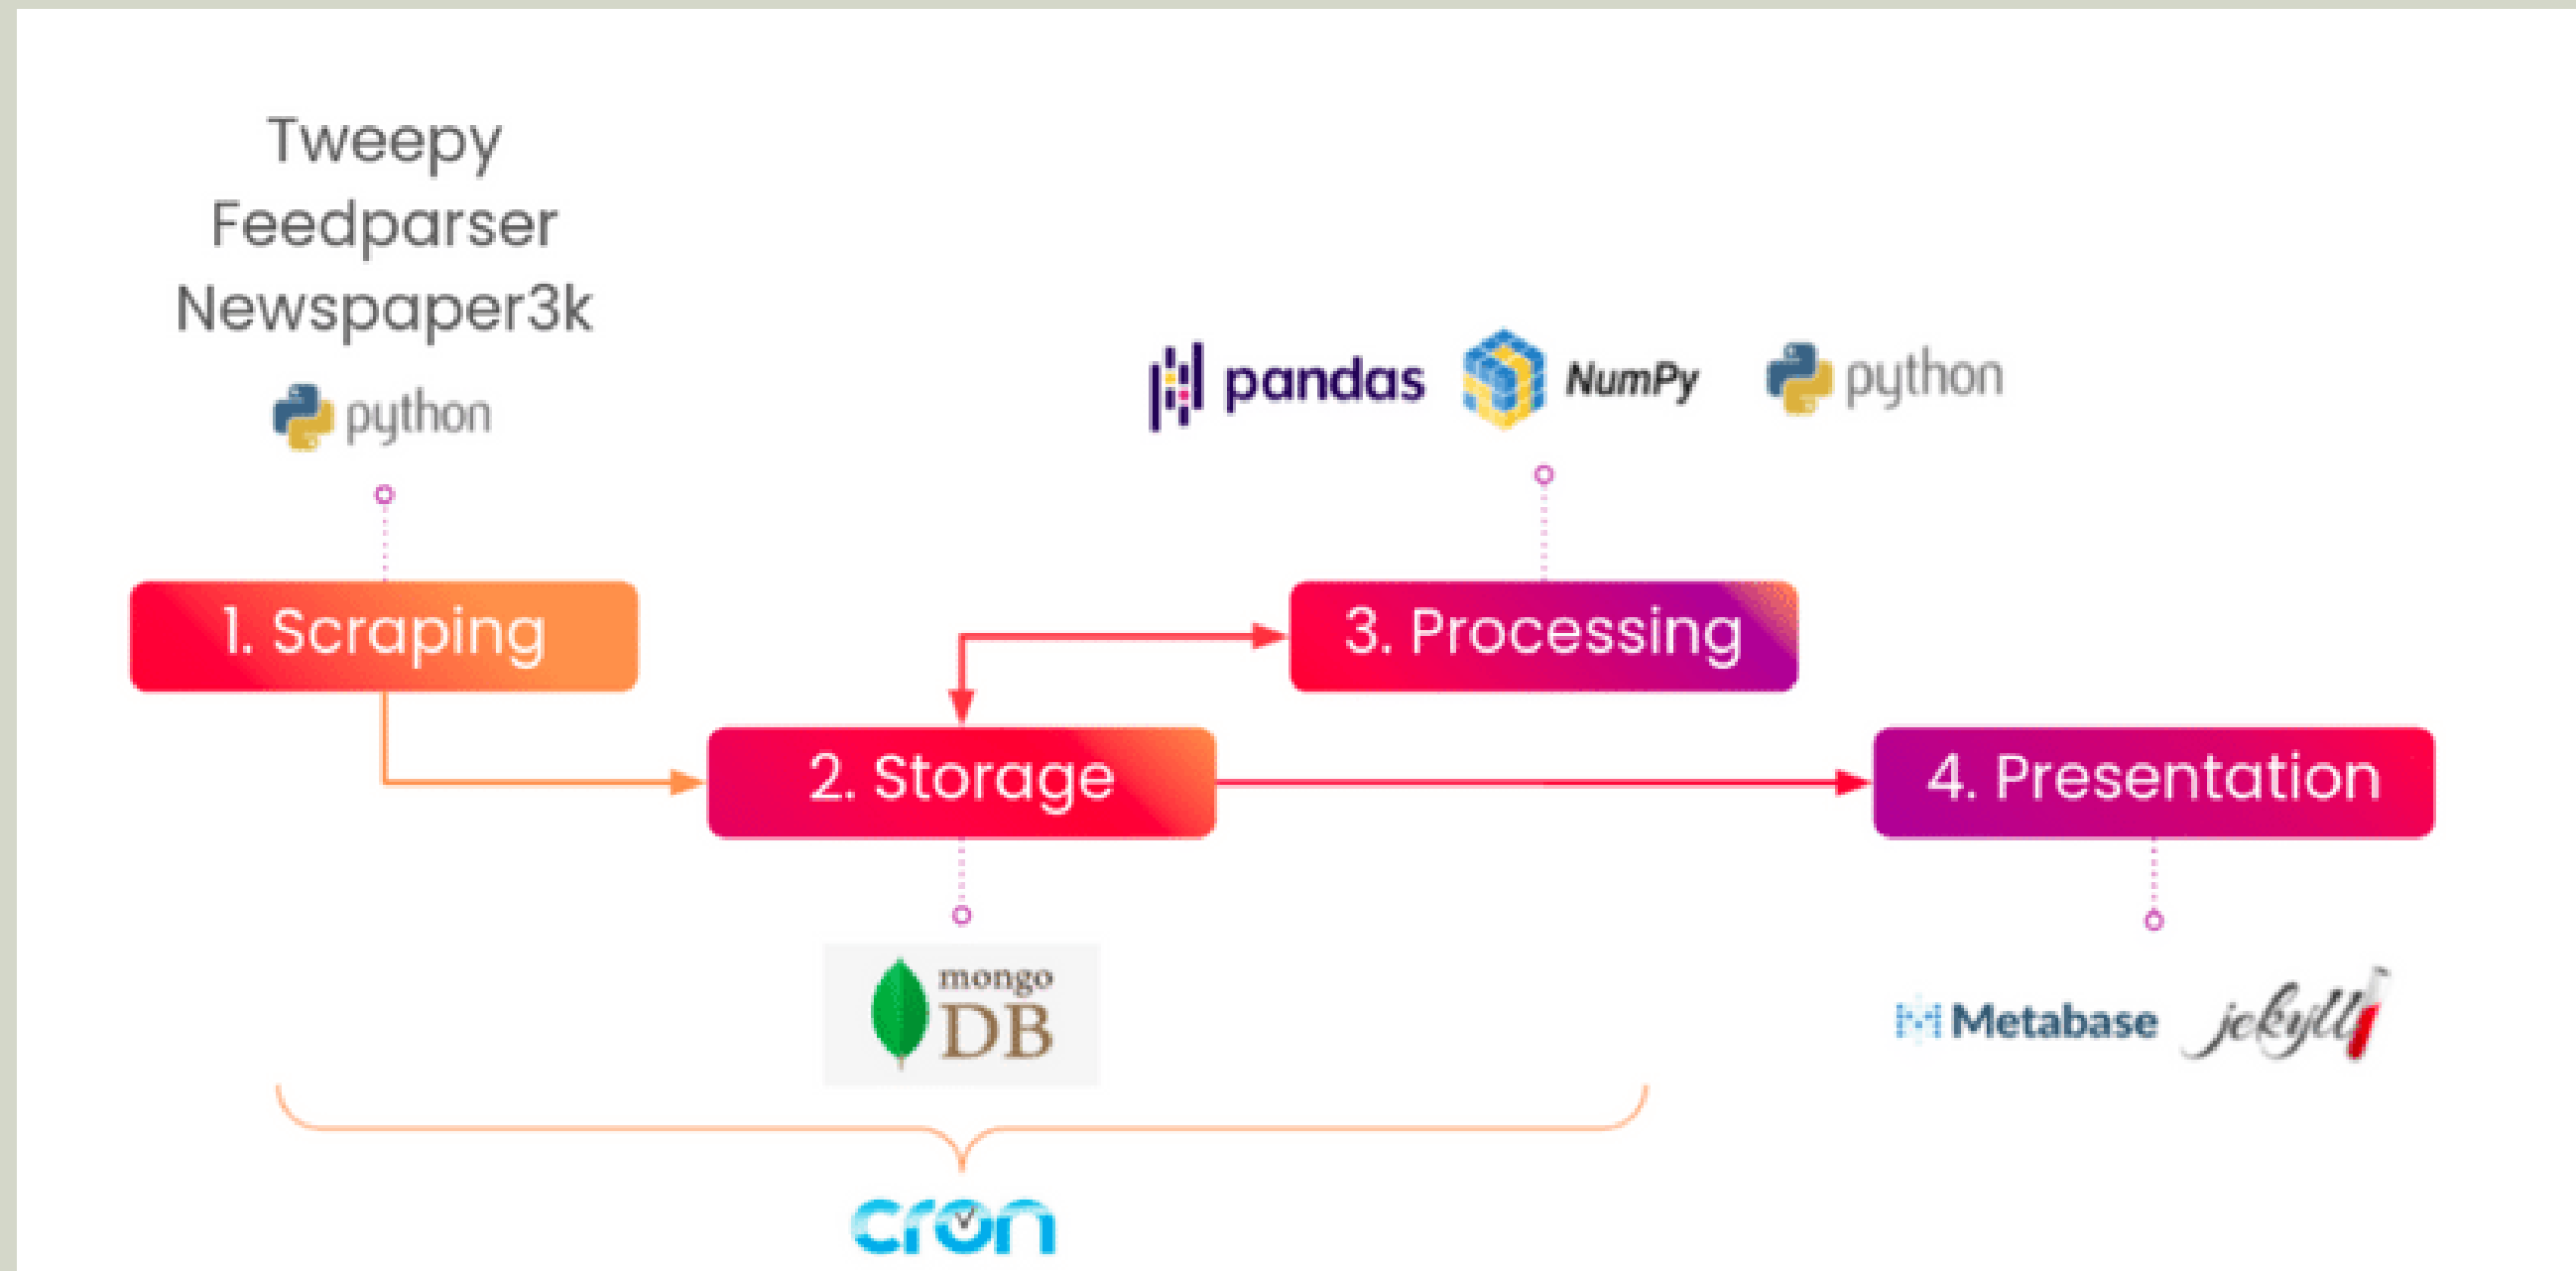 Tweepy
Feedparser
Newspaper3k
python
pandas NumPy python
1. Scraping
3. Processing
2. Storage
4. Presentation
mongo
DB
Metabase jekyll
cron